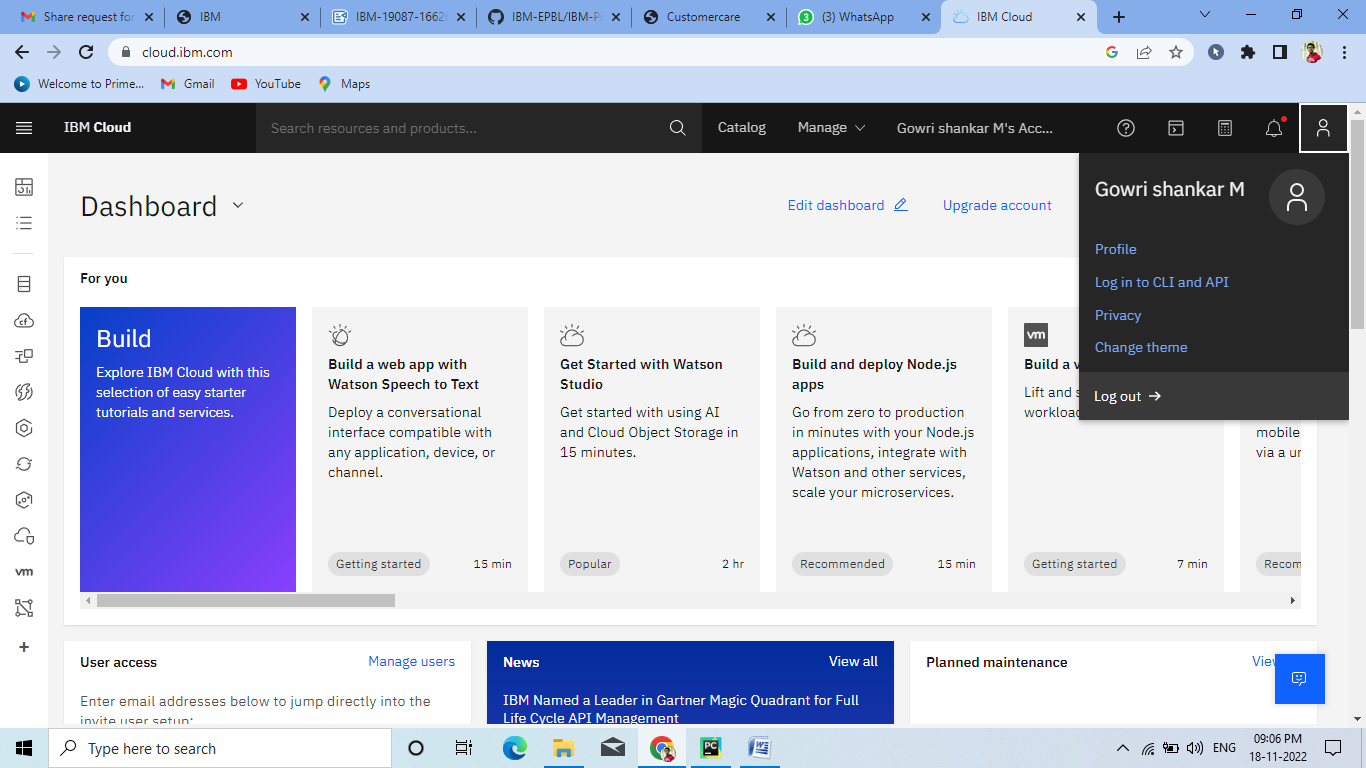 Share request for
IBM
IBM-19087-1662
IBM-EPBL/IBM-P
Customercare
(3) WhatsApp
IBM Cloud
cloud.ibm.com
Welcome to Prime...
Gmail
YouTube
Maps
IBM Cloud
Search resources and products...
Catalog
Manage
Gowri shankar M's Acc...
Dashboard
Edit dashboard
Upgrade account
Gowri shankar M
Profile
Log in to CLI and API
Privacy
Change theme
Log out
For you
Build
Explore IBM Cloud with this
selection of easy starter
tutorials and services.
Build a web app with
Watson Speech to Text
Deploy a conversational
interface compatible with
any application, device, or
channel.
Getting started
15 min
Get Started with Watson
Studio
Get started with using AI
and Cloud Object Storage in
15 minutes.
Popular
2 hr
Build and deploy Node.js
apps
Go from zero to production
in minutes with your Node.js
applications, integrate with
Watson and other services,
scale your microservices.
Recommended
15 min
vm
Build a v
Lift and s
workload
Getting started
7 min
mobile
via a ur
Recom
vm
User access
Manage users
Enter email addresses below to jump directly into the
invite user setup:
News
View all
IBM Named a Leader in Gartner Magic Quadrant for Full
Life Cycle API Management
Planned maintenance
Type here to search
ENG
09:06 PM
18-11-2022